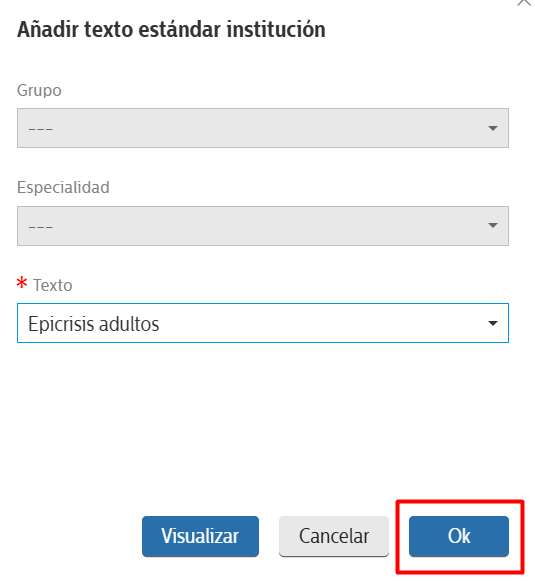 Añadir texto estándar institución
Grupo
---
Especialidad
---
* Texto
Epicrisis adultos
Visualizar Cancelar Ok